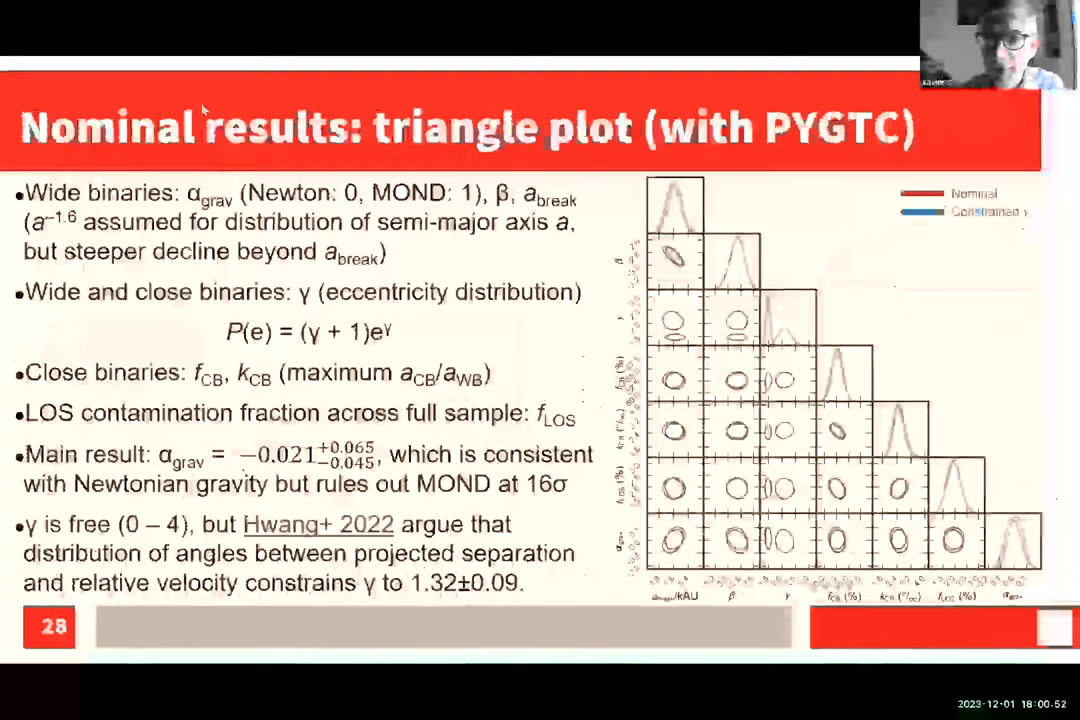 Nominal results: triangle plot (with PYGTC)
•Wide binaries: αgrav (Newton: 0, MOND: 1), β, abreak
(a−1.6 assumed for distribution of semi-major axis a,
but steeper decline beyond abreak)
•Wide and close binaries: γ (eccentricity distribution)
P(e) = (γ + 1)eγ
•Close binaries: fCB, kCB (maximum aCB/aWB)
•LOS contamination fraction across full sample: fLOS
•Main result: αgrav = −0.021+0.065−0.045, which is consistent
with Newtonian gravity but rules out MOND at 16σ
•γ is free (0 – 4), but Hwang+ 2022 argue that
distribution of angles between projected separation
and relative velocity constrains γ to 1.32±0.09.
Nominal
Constrained γ
β γ fCB (%) kCB (‰) fLOS (%)
28
2023-12-01 18:00:52